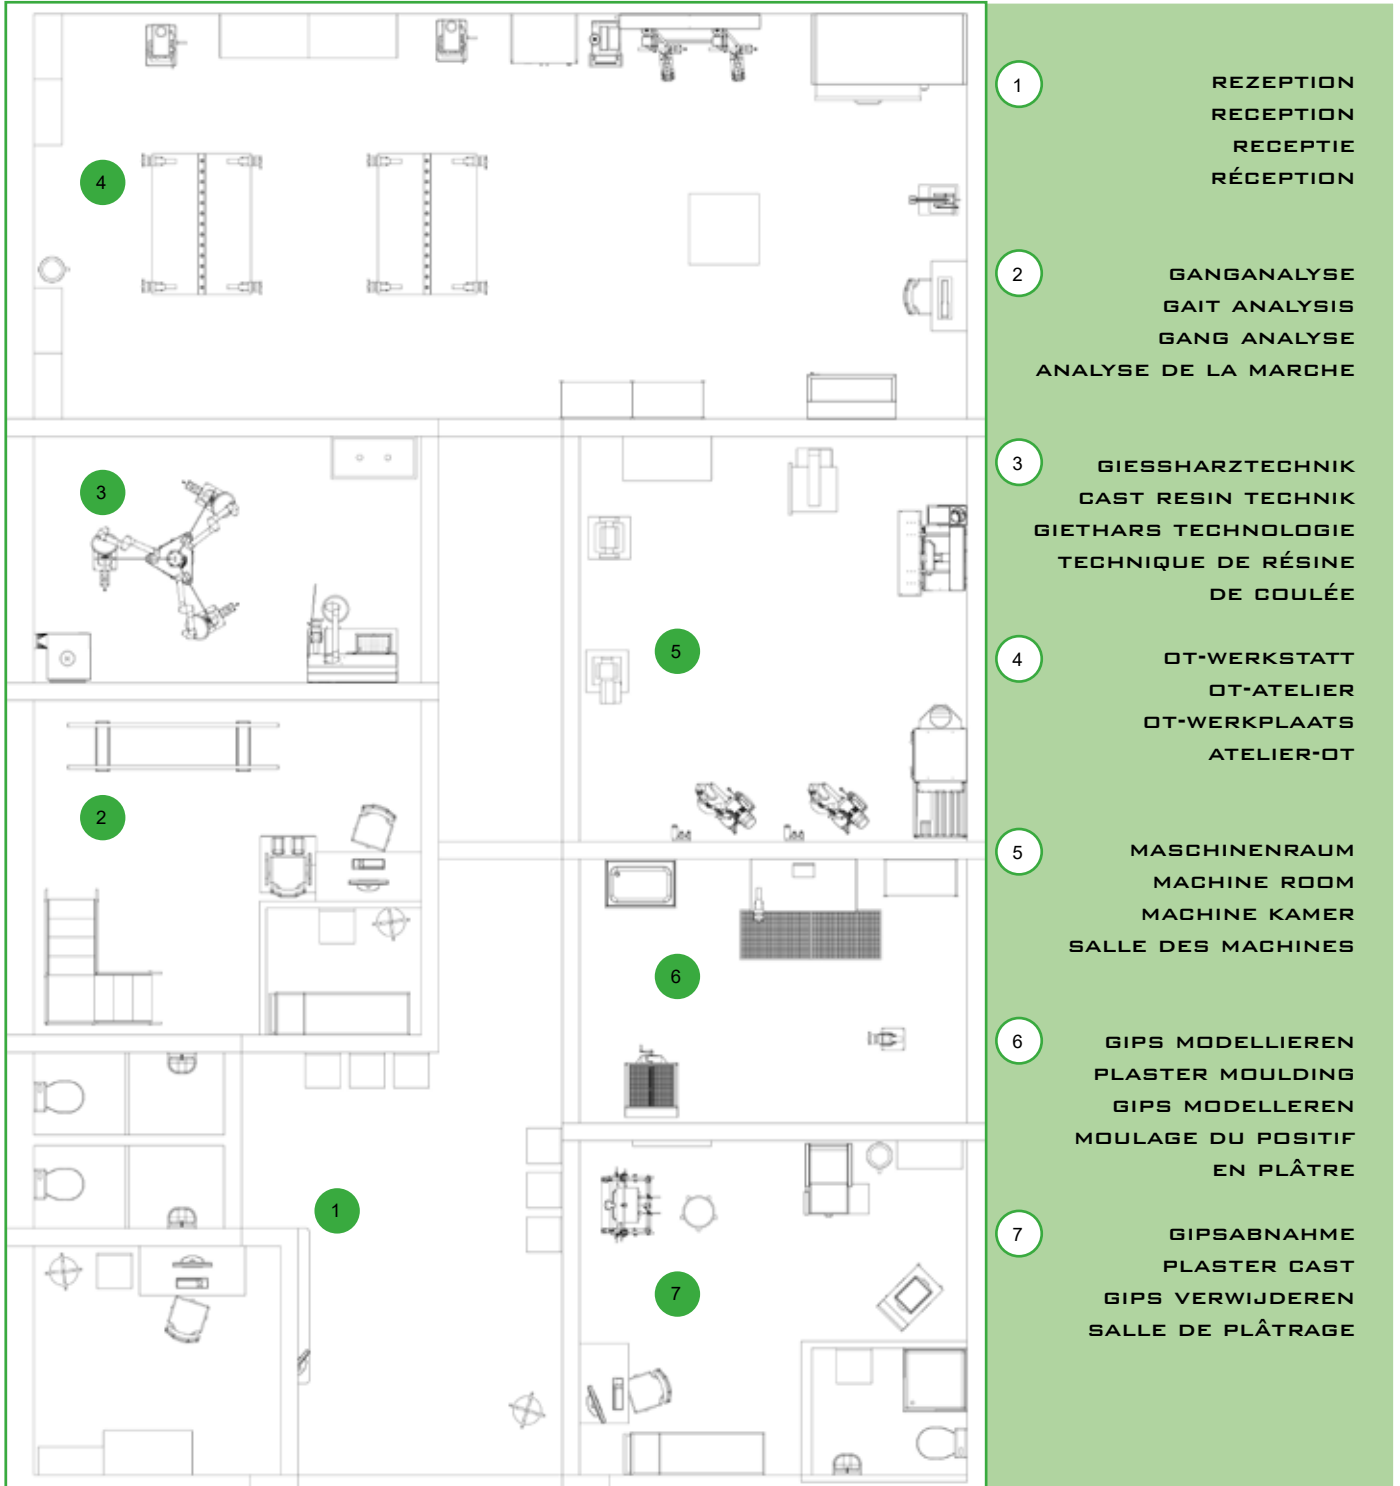 1
REZEPTION
RECEPTION
RECEPTIE
RÉCEPTION
2
GANGANALYSE
GAIT ANALYSIS
GANG ANALYSE
ANALYSE DE LA MARCHE
3
GIESSHARZTECHNIK
CAST RESIN TECHNIK
GIETHARS TECHNOLOGIE
TECHNIQUE DE RÉSINE
DE COULÉE
4
OT-WERKSTATT
OT-ATELIER
OT-WERKPLAATS
ATELIER-OT
5
MASCHINENRAUM
MACHINE ROOM
MACHINE KAMER
SALLE DES MACHINES
6
GIPS MODELLIEREN
PLASTER MOULDING
GIPS MODELLEREN
MOULAGE DU POSITIF
EN PLÂTRE
7
GIPSABNAHME
PLASTER CAST
GIPS VERWIJDEREN
SALLE DE PLÂTRAGE
4
3
5
2
6
1
7